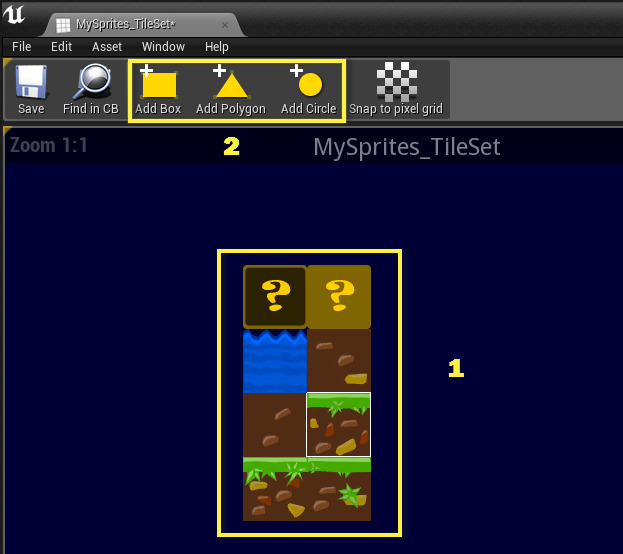 MySprites_TileSet*
File Edit Asset Window Help
Save Find in CB Add Box Add Polygon Add Circle Snap to pixel grid
Zoom 1:1
2
MySprites_TileSet
? ?
1